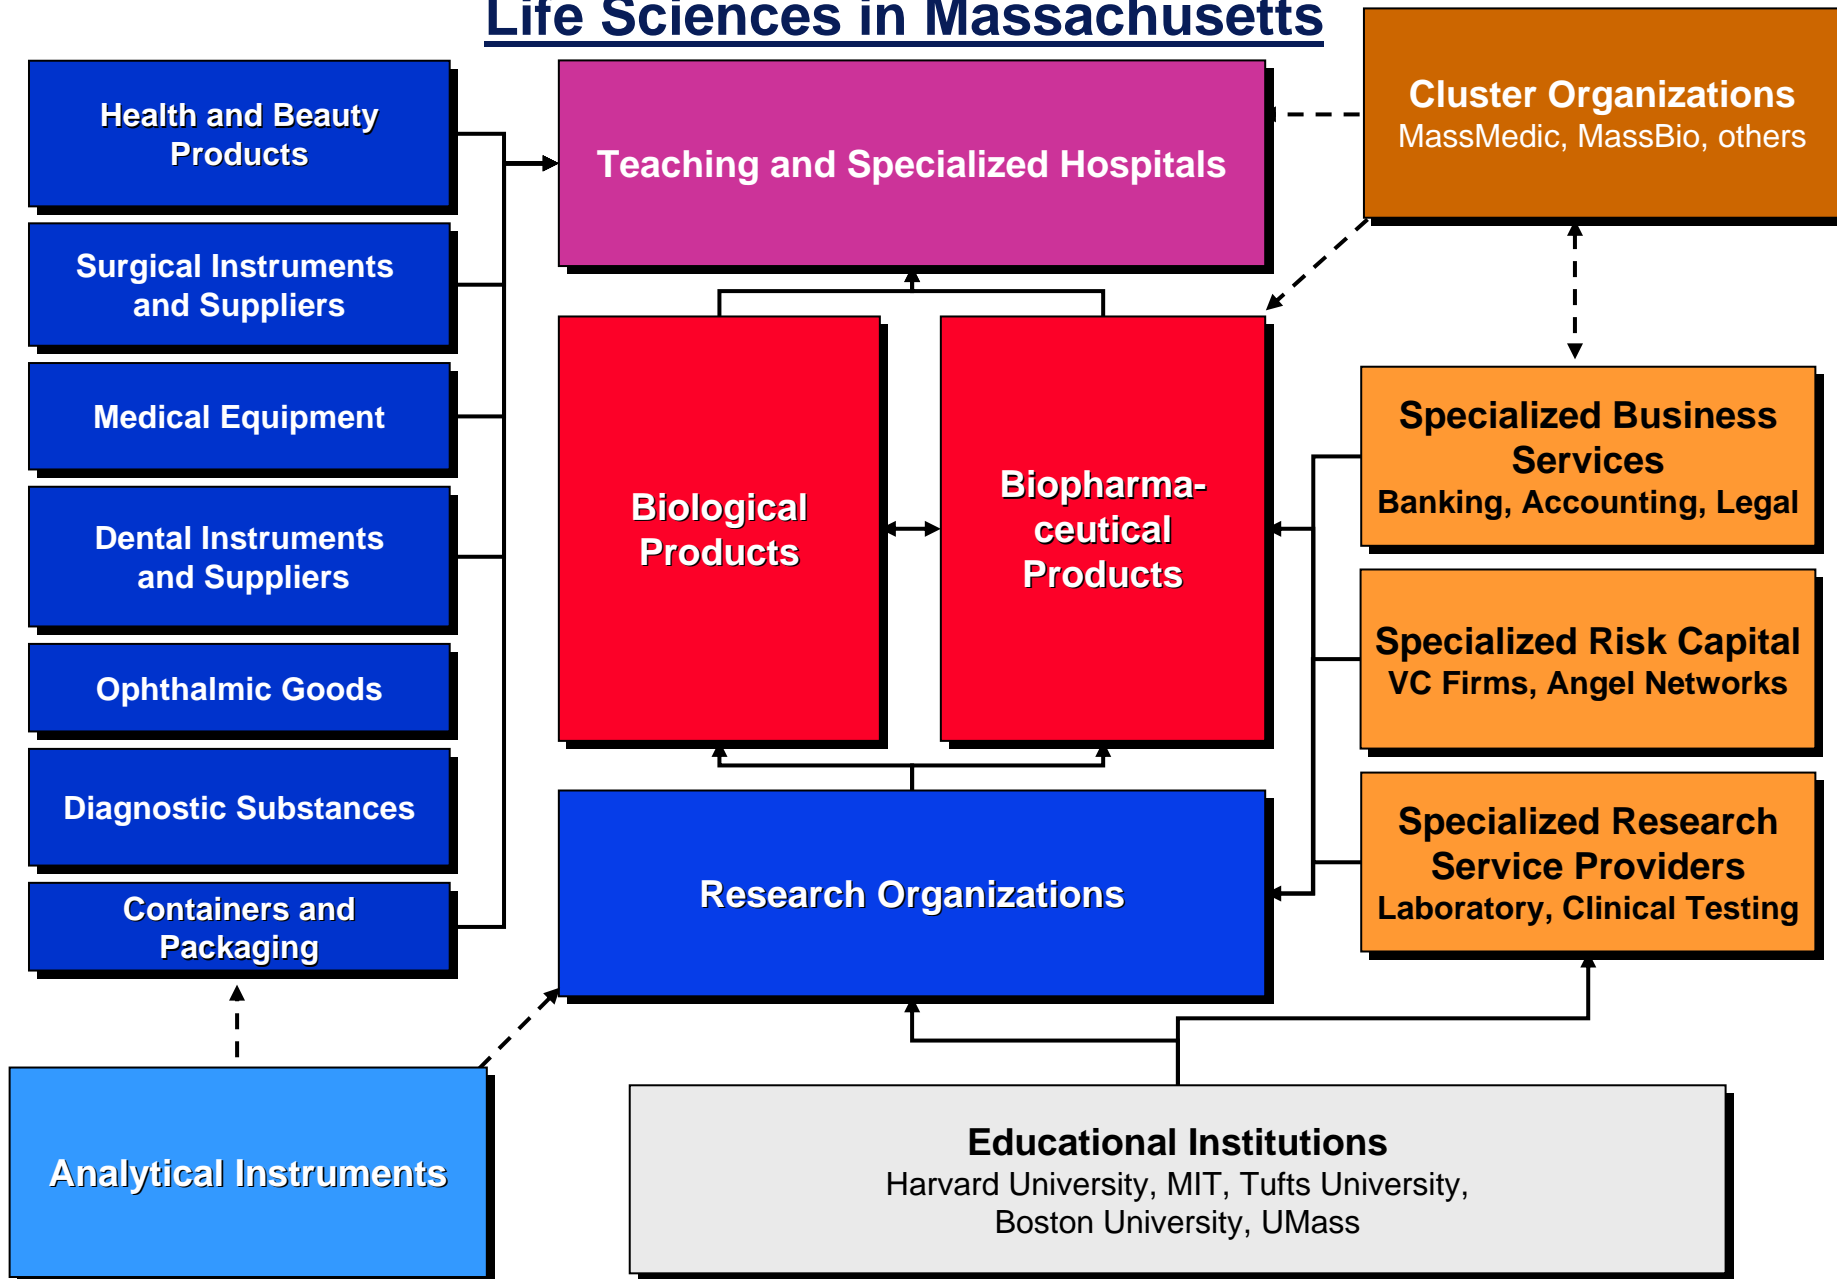 Life Sciences in Massachusetts
Health and Beauty
Products
Surgical Instruments
and Suppliers
Medical Equipment
Dental Instruments
and Suppliers
Ophthalmic Goods
Diagnostic Substances
Containers and
Packaging
Analytical Instruments
Teaching and Specialized Hospitals
Biological
Products
Biopharma-
ceutical
Products
Research Organizations
Cluster Organizations
MassMedic, MassBio, others
Specialized Business
Services
Banking, Accounting, Legal
Specialized Risk Capital
VC Firms, Angel Networks
Specialized Research
Service Providers
Laboratory, Clinical Testing
Educational Institutions
Harvard University, MIT, Tufts University,
Boston University, UMass